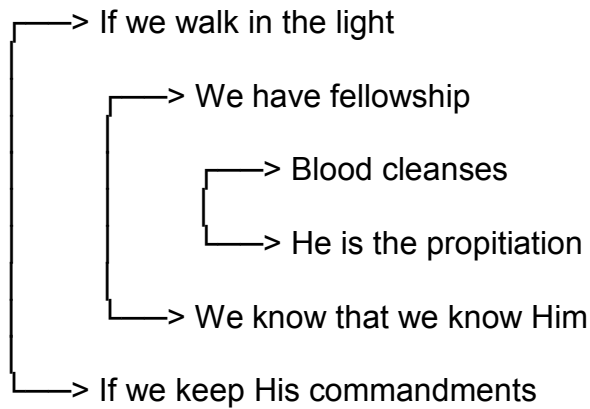 If we walk in the light
We have fellowship
Blood cleanses
He is the propitiation
We know that we know Him
If we keep His commandments